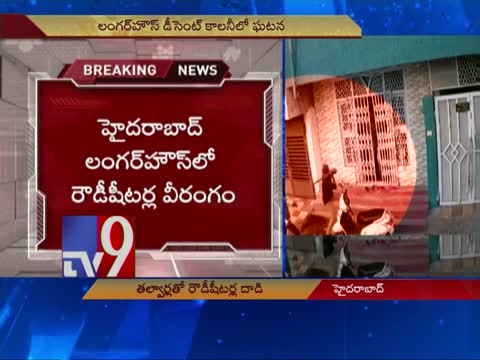 లంగర్‌హౌస్ డీసెంట్ కాలనీలో ఘటన
BREAKING NEWS
హైదరాబాద్
లంగర్‌హౌస్‌లో
రౌడీషీటర్ల వీరంగం
TV9
తల్వార్లతో రౌడీషీటర్ల దాడి
హైదరాబాద్